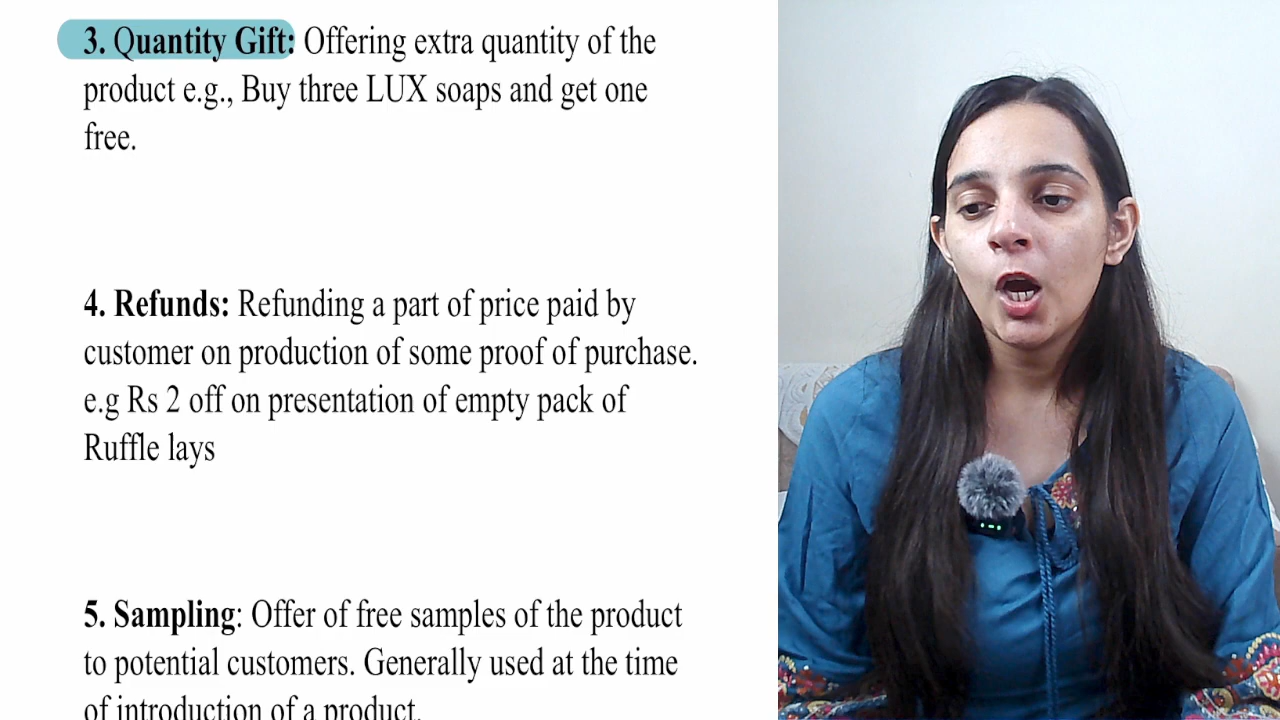 3. Quantity Gift: Offering extra quantity of the
product e.g., Buy three LUX soaps and get one
free.
4. Refunds: Refunding a part of price paid by
customer on production of some proof of purchase.
e.g Rs 2 off on presentation of empty pack of
Ruffle lays
5. Sampling: Offer of free samples of the product
to potential customers. Generally used at the time
of introduction of a product.